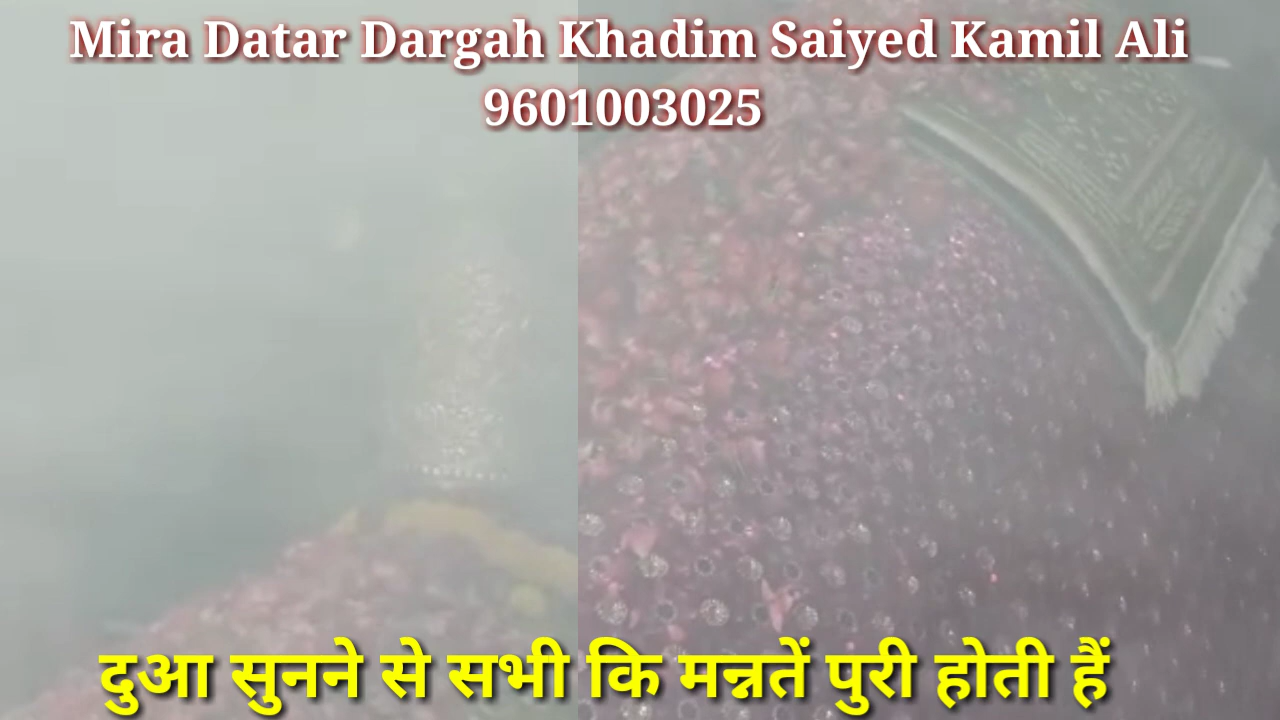 Mira Datar Dargah Khadim Saiyed Kamil Ali
9601003025
दुआ सुनने से सभी कि मन्नतें पुरी होती हैं